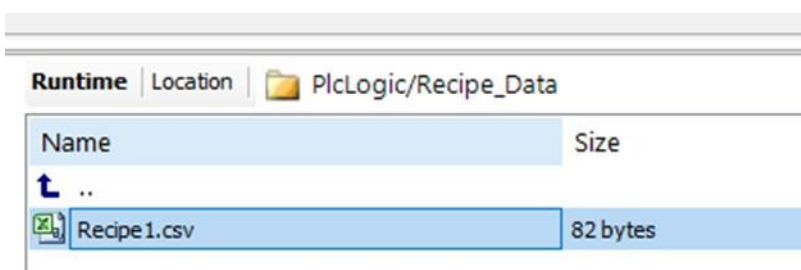 Runtime Location PlcLogic/Recipe_Data
Name Size
..
Recipe1.csv 82 bytes